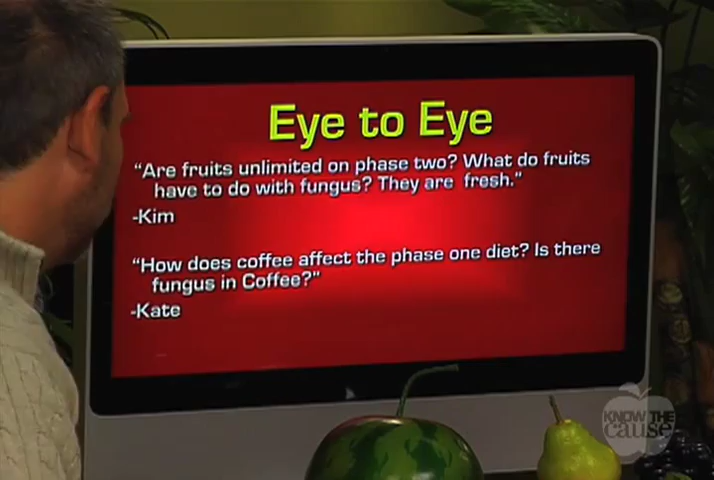 Eye to Eye
“Are fruits unlimited on phase two? What do fruits
have to do with fungus? They are fresh.”
-Kim
“How does coffee affect the phase one diet? Is there
fungus in Coffee?”
-Kate
KNOW THE
cause